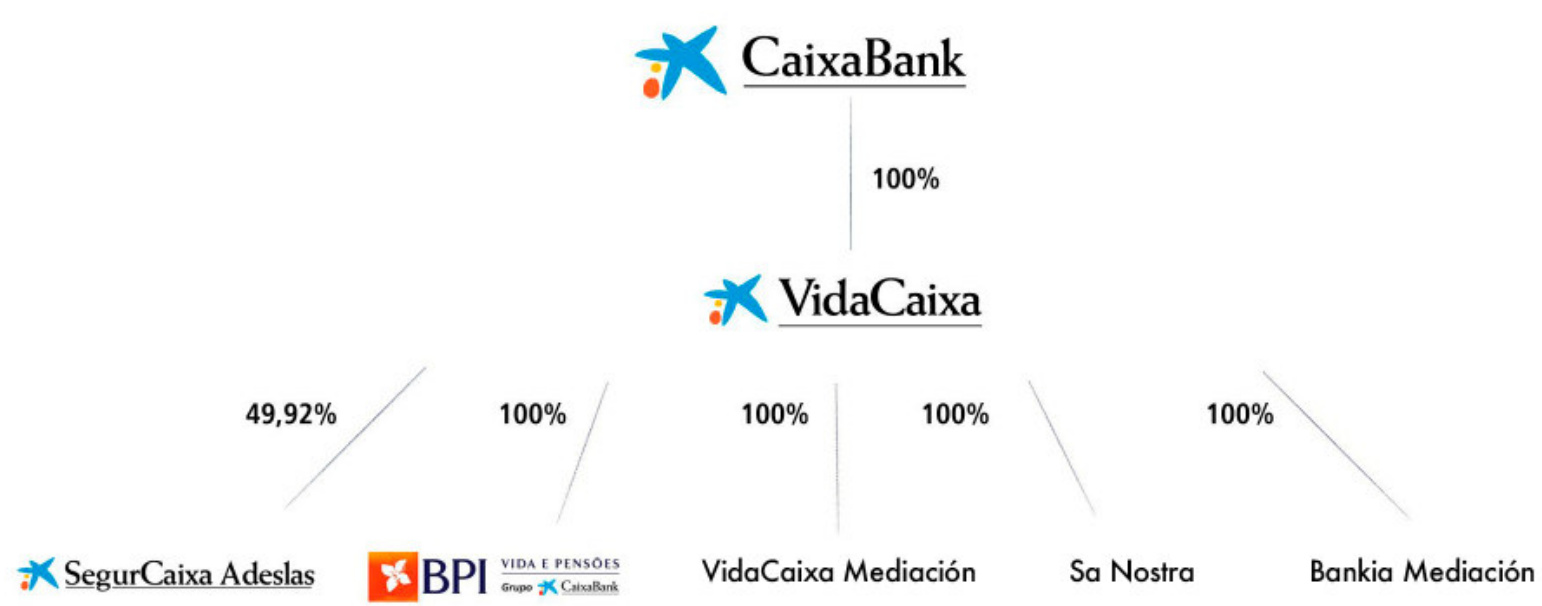 CaixaBank
100%
VidaCaixa
49,92%
100%
100%
100%
100%
SegurCaixa Adeslas
BPI
VIDA E PENSÕES
Grupo CaixaBank
VidaCaixa Mediación
Sa Nostra
Bankia Mediación